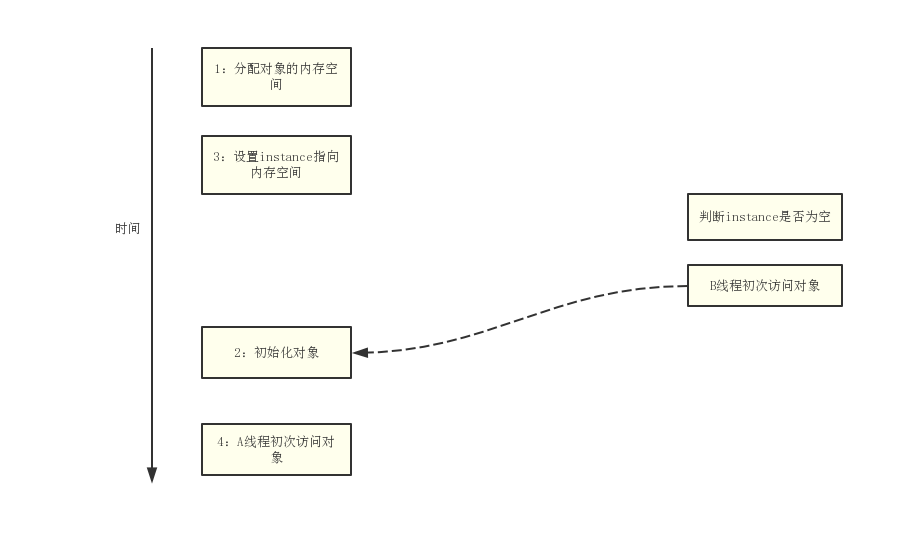 1：分配对象的内存空
间
3：设置instance指向
内存空间
时间
判断instance是否为空
B线程初次访问对象
2：初始化对象
4：A线程初次访问对
象